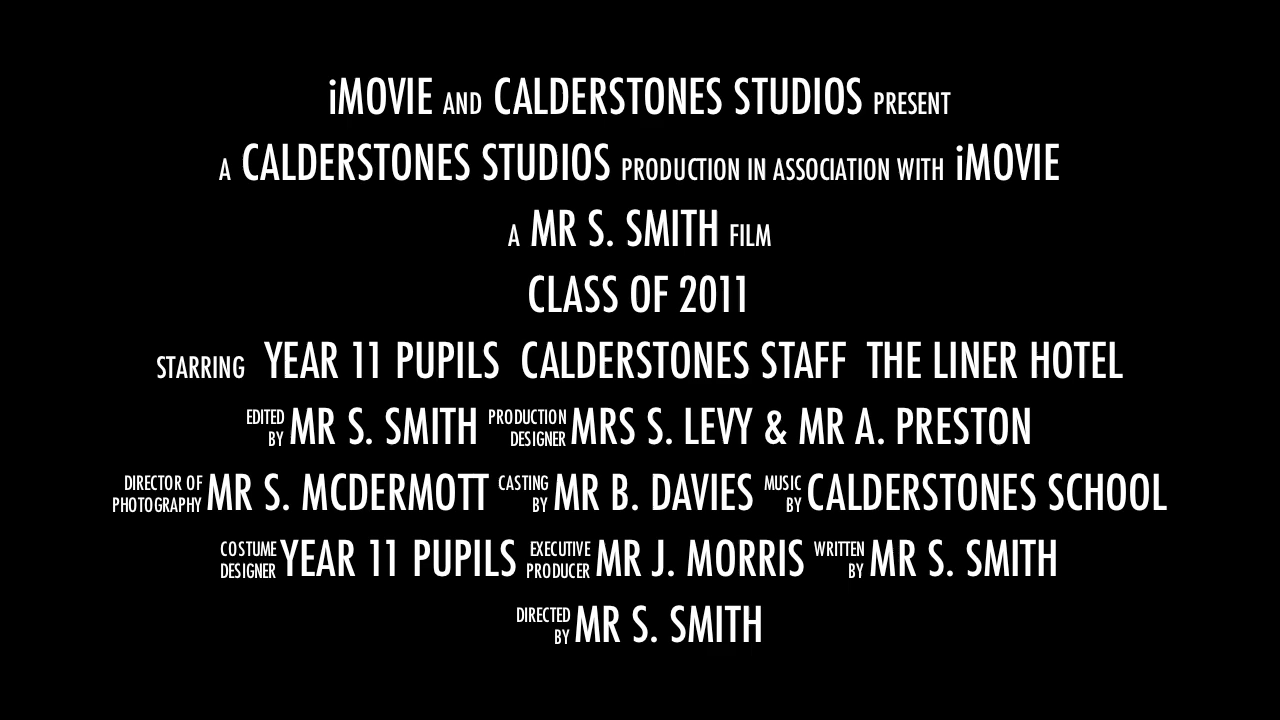 iMOVIE AND CALDERSTONES STUDIOS PRESENT
A CALDERSTONES STUDIOS PRODUCTION IN ASSOCIATION WITH iMOVIE
A MR S. SMITH FILM
CLASS OF 2011
STARRING YEAR 11 PUPILS CALDERSTONES STAFF THE LINER HOTEL
EDITED BY MR S. SMITH PRODUCTION DESIGNER MRS S. LEVY & MR A. PRESTON
DIRECTOR OF PHOTOGRAPHY MR S. MCDERMOTT CASTING BY MR B. DAVIES MUSIC BY CALDERSTONES SCHOOL
COSTUME DESIGNER YEAR 11 PUPILS EXECUTIVE PRODUCER MR J. MORRIS WRITTEN BY MR S. SMITH
DIRECTED BY MR S. SMITH